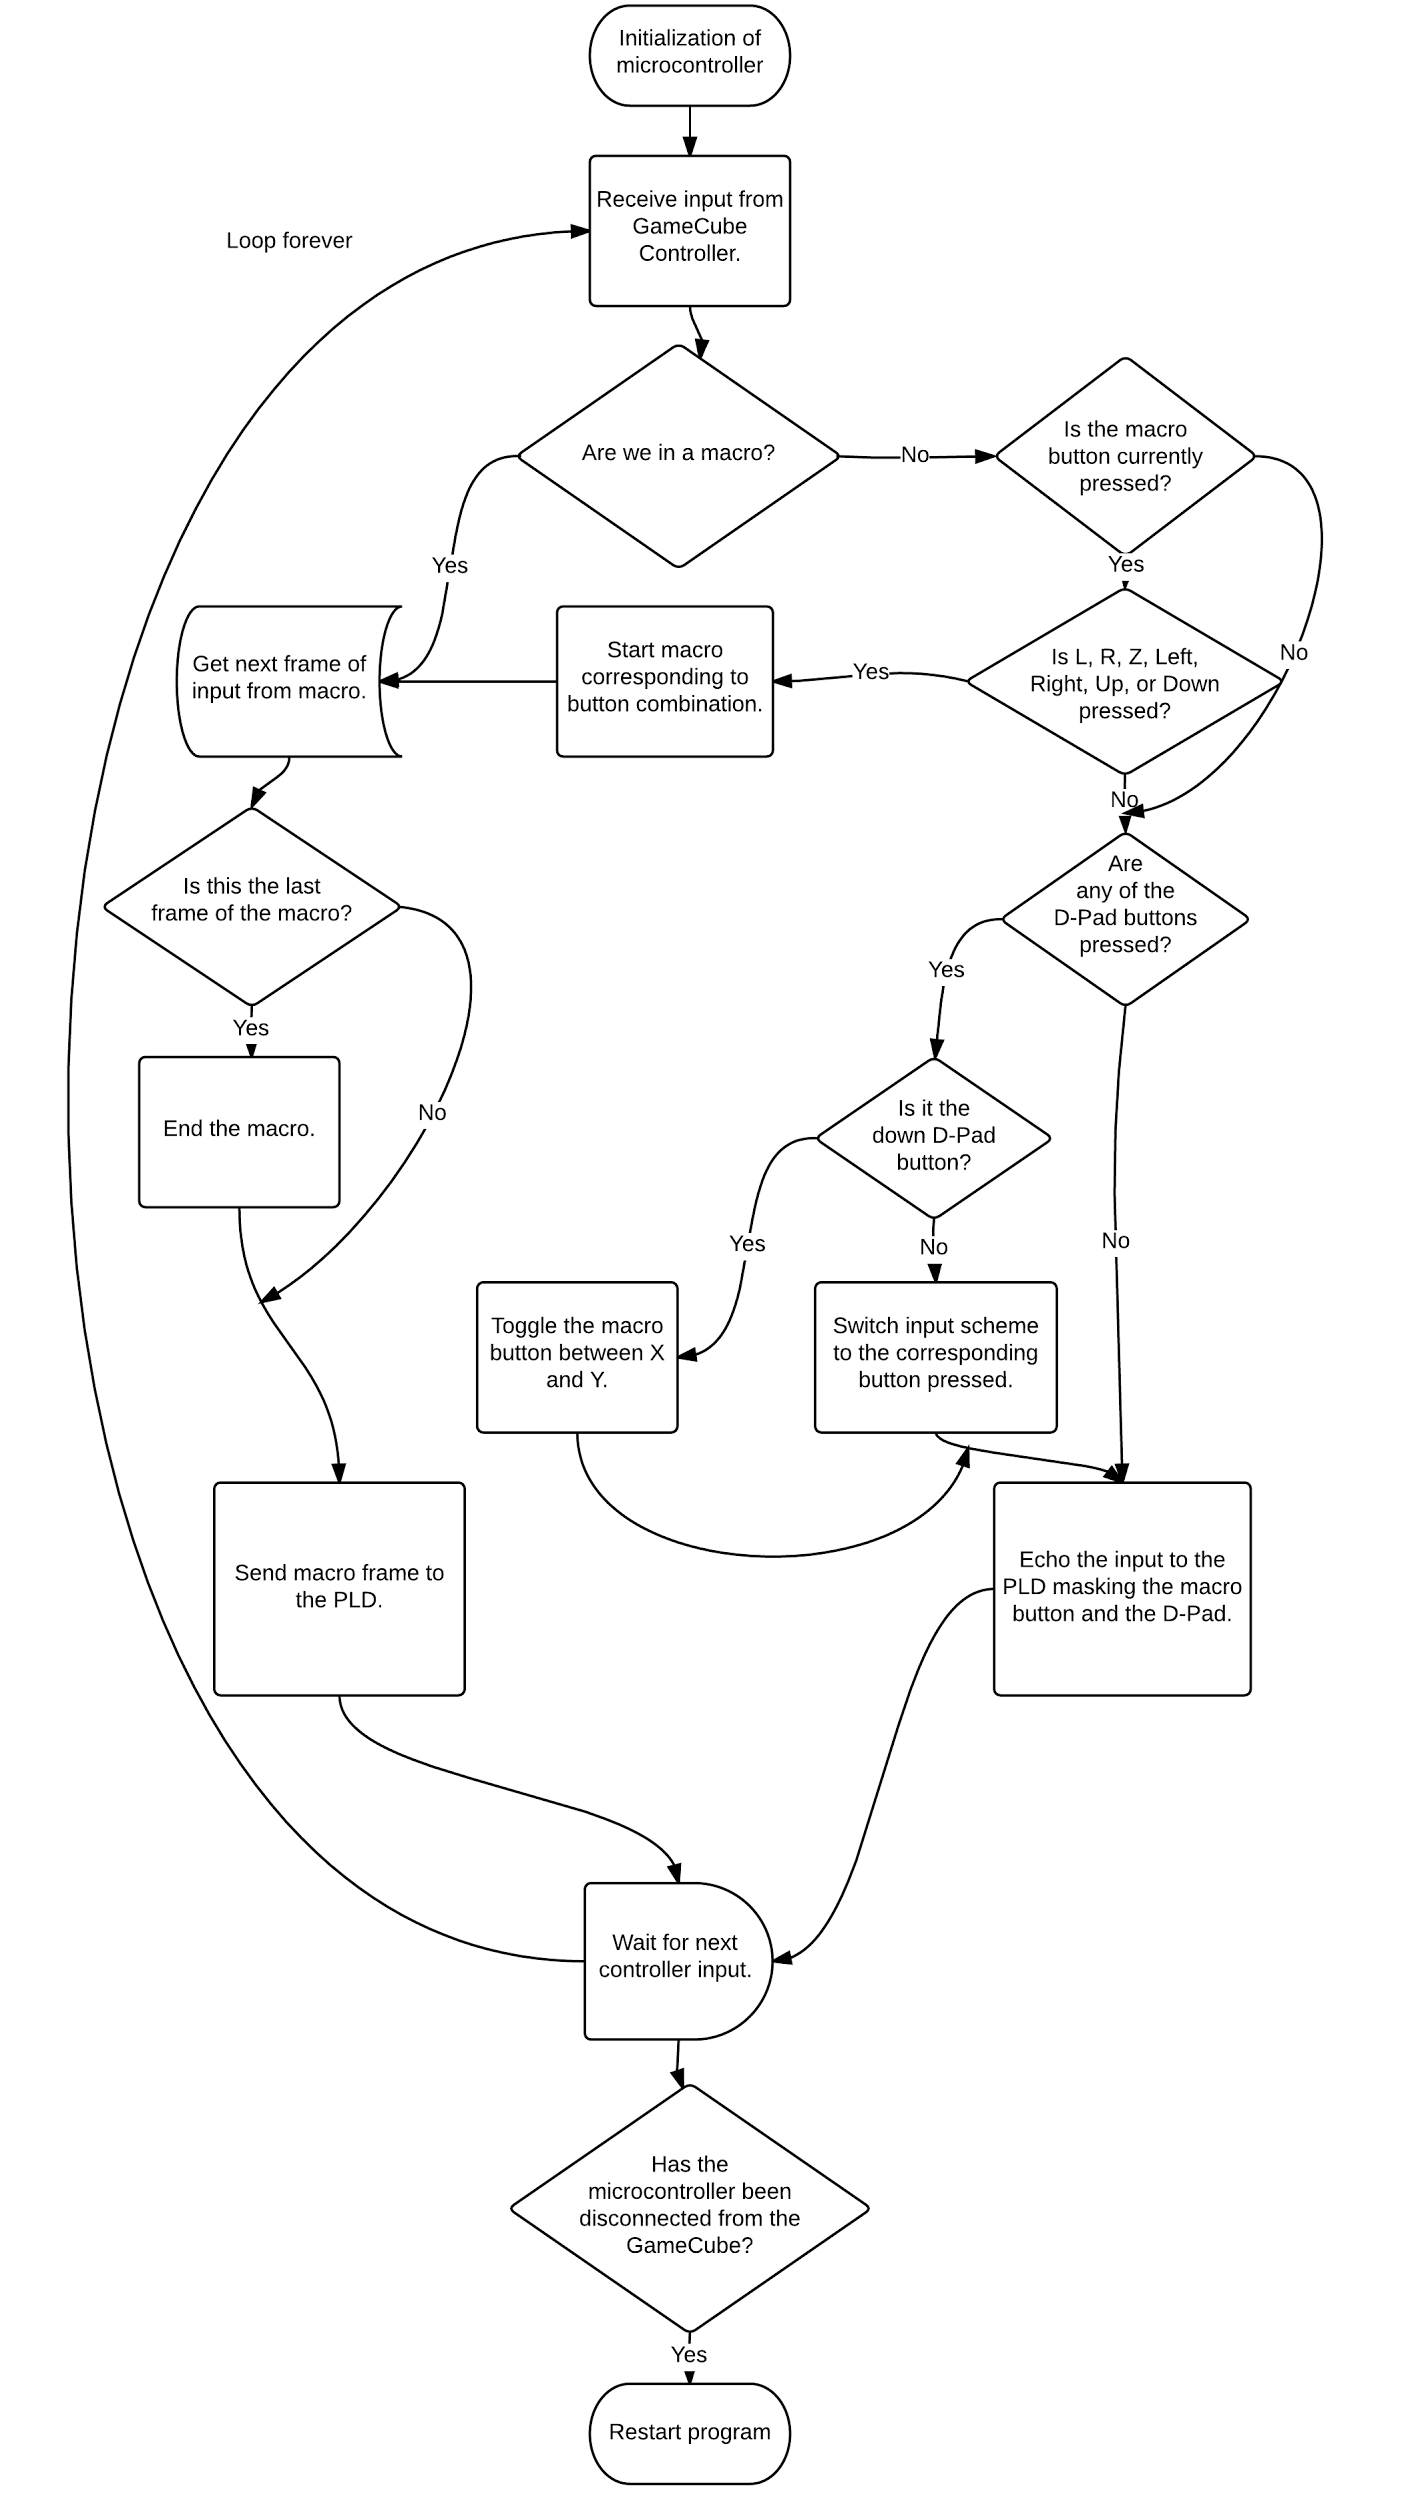 Initialization of
microcontroller
Receive input from
GameCube
Controller.
Loop forever
Are we in a macro?
No
Is the macro
button currently
pressed?
Yes
Yes
No
Get next frame of
input from macro.
Start macro
corresponding to
button combination.
Yes
Is L, R, Z, Left,
Right, Up, or Down
pressed?
No
Is this the last
frame of the macro?
Are
any of the
D-Pad buttons
pressed?
Yes
Yes
End the macro.
No
Is it the
down D-Pad
button?
Yes
No
No
Toggle the macro
button between X
and Y.
Switch input scheme
to the corresponding
button pressed.
Send macro frame to
the PLD.
Echo the input to the
PLD masking the macro
button and the D-Pad.
Wait for next
controller input.
Has the
microcontroller been
disconnected from the
GameCube?
Yes
Restart program